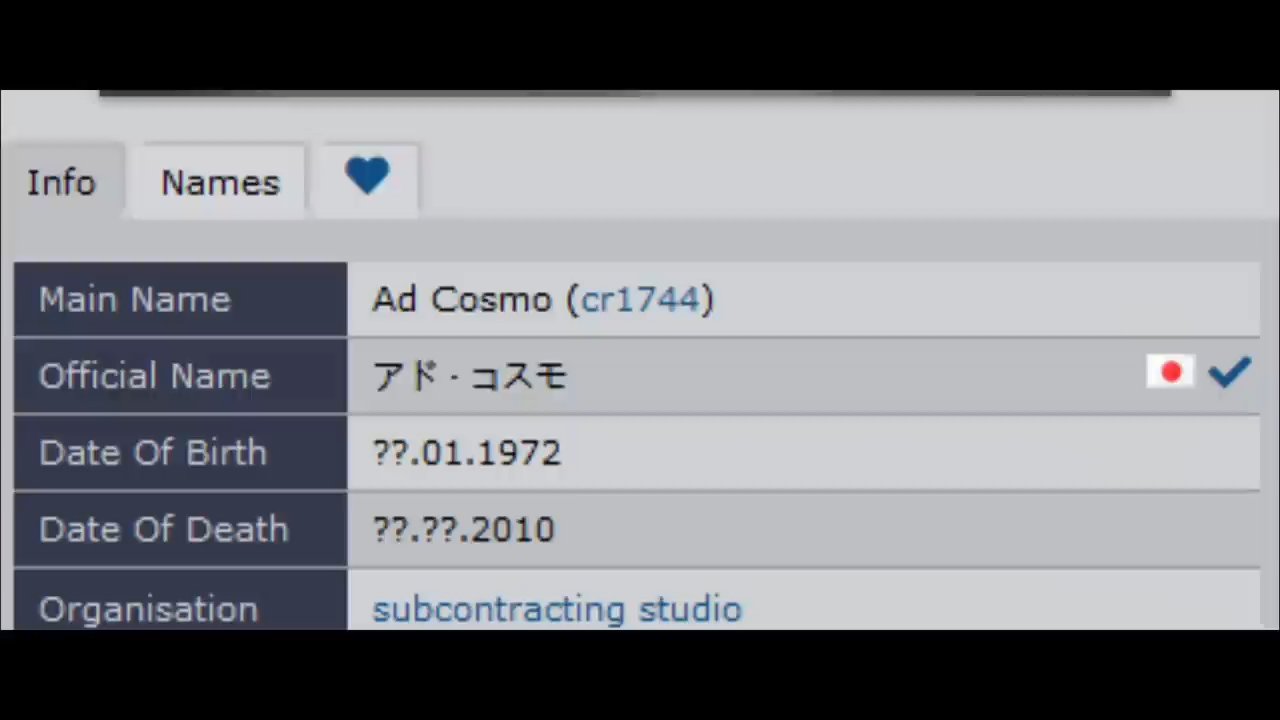 Info Names
Main Name Ad Cosmo (cr1744)
Official Name アド·コスモ
Date Of Birth ??.01.1972
Date Of Death ??.??.2010
Organisation subcontracting studio